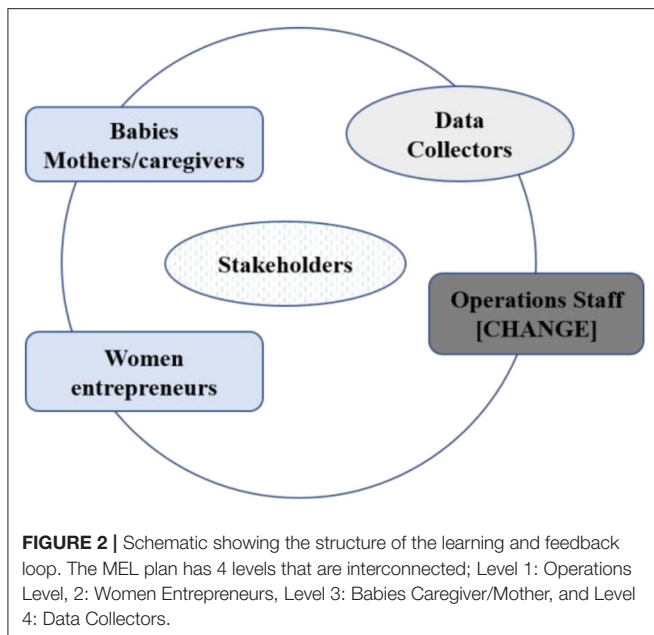 Babies
Mothers/caregivers
Data
Collectors
Stakeholders
Operations Staff
[CHANGE]
Women
entrepreneurs
FIGURE 2 | Schematic showing the structure of the learning and feedback
loop. The MEL plan has 4 levels that are interconnected; Level 1: Operations
Level, 2: Women Entrepreneurs, Level 3: Babies Caregiver/Mother, and Level
4: Data Collectors.